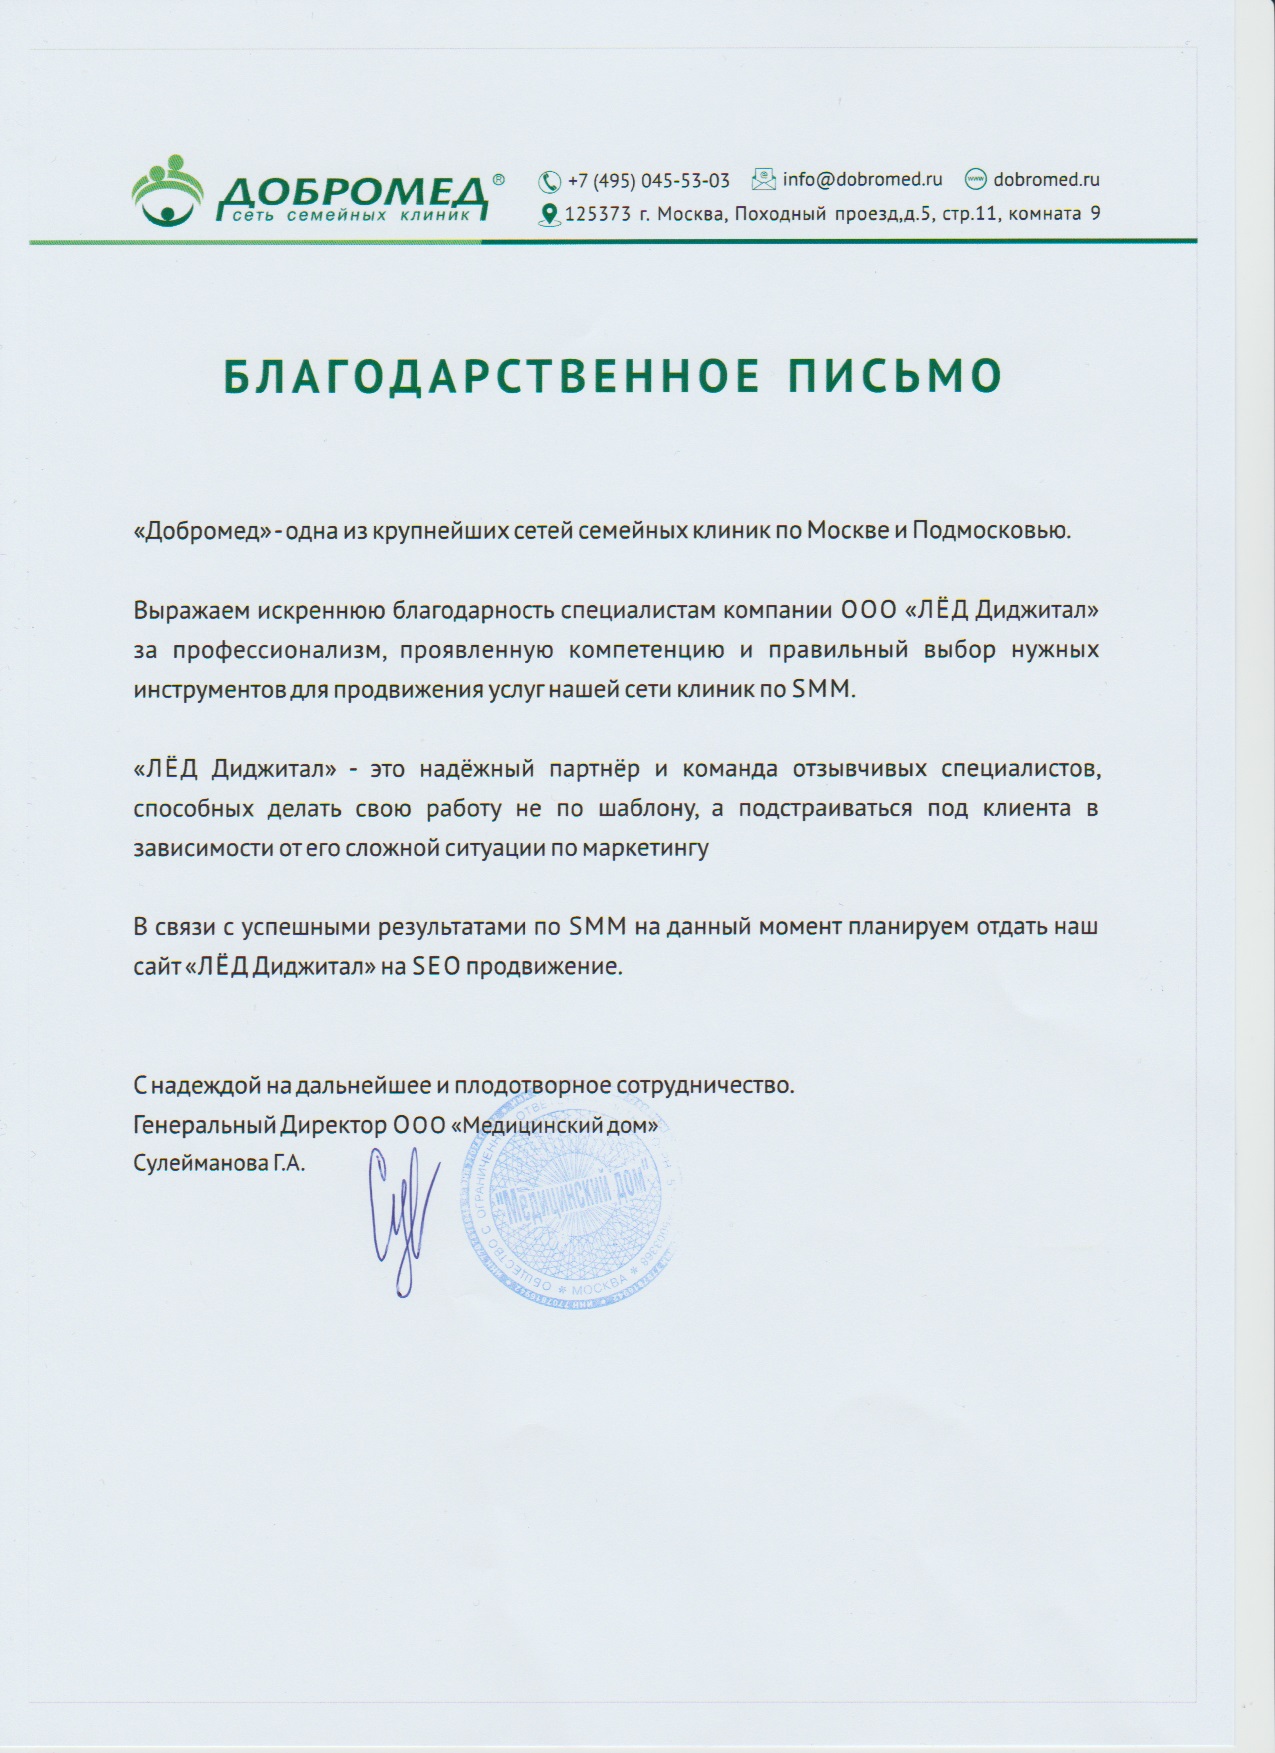 ДОБРОМЕД®
сеть семейных клиник
+7 (495) 045-53-03 info@dobromed.ru www dobromed.ru
125373 г. Москва, Походный проезд,д.5, стр.11, комната 9
БЛАГОДАРСТВЕННОЕ ПИСЬМО
«Добромед» - одна из крупнейших сетей семейных клиник по Москве и Подмосковью.
Выражаем искреннюю благодарность специалистам компании ООО «ЛЁД Диджитал»
за профессионализм, проявленную компетенцию и правильный выбор нужных
инструментов для продвижения услуг нашей сети клиник по SMM.
«ЛЁД Диджитал» - это надёжный партнёр и команда отзывчивых специалистов,
способных делать свою работу не по шаблону, а подстраиваться под клиента в
зависимости от его сложной ситуации по маркетингу
В связи с успешными результатами по SMM на данный момент планируем отдать наш
сайт «ЛЁД Диджитал» на SEO продвижение.
С надеждой на дальнейшее и плодотворное сотрудничество.
Генеральный Директор ООО «Медицинский дом»
Сулейманова Г.А.
"Медицинский дом"
ОБЩЕСТВО С ОГРАНИЧЕННОЙ
* МОСКВА *